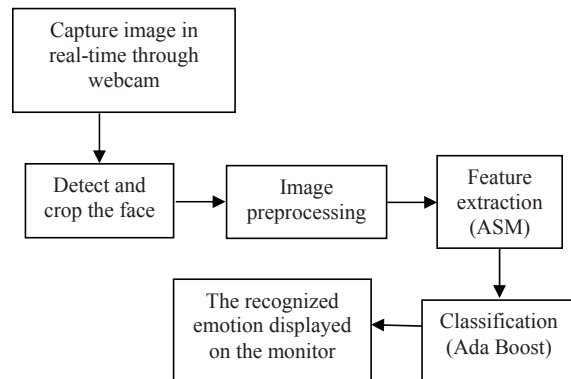 Capture image in
real-time through
webcam
Detect and
crop the face
Image
preprocessing
Feature
extraction
(ASM)
Classification
(Ada Boost)
The recognized
emotion displayed
on the monitor